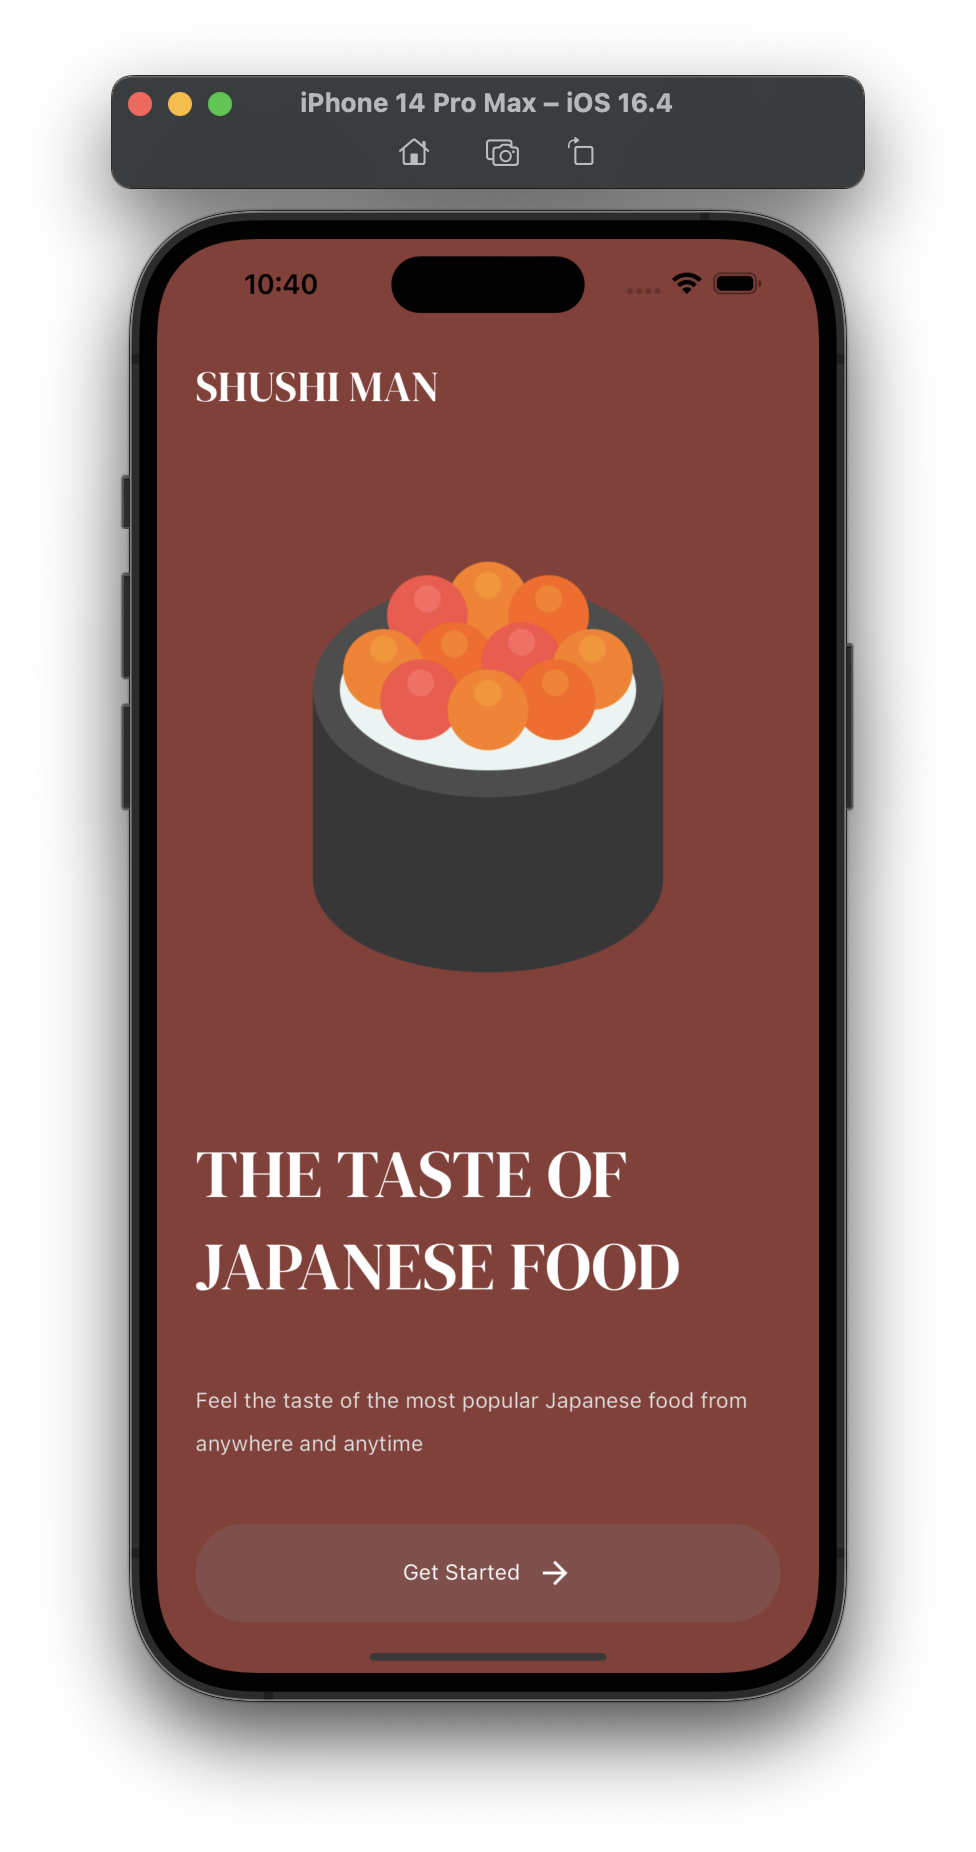 iPhone 14 Pro Max – iOS 16.4
10:40
SHUSHI MAN
THE TASTE OF
JAPANESE FOOD
Feel the taste of the most popular Japanese food from
anywhere and anytime
Get Started